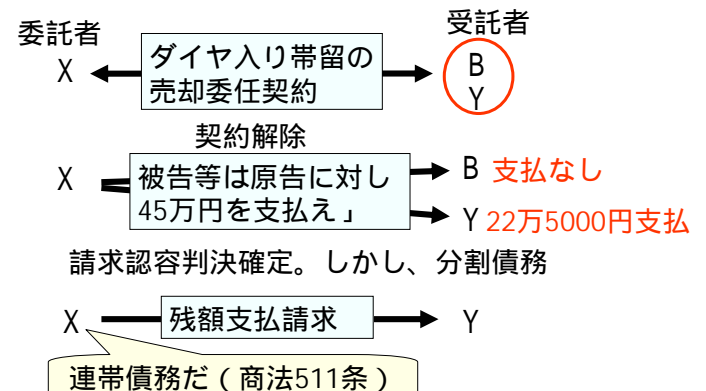 委託者
受託者
X
ダイヤ入り帯留の
売却委任契約
B
Y
契約解除
X
被告等は原告に対し
45万円を支払え」
B 支払なし
Y 22万5000円支払
請求認容判決確定。しかし、分割債務
X
残額支払請求
Y
連帯債務だ(商法511条)